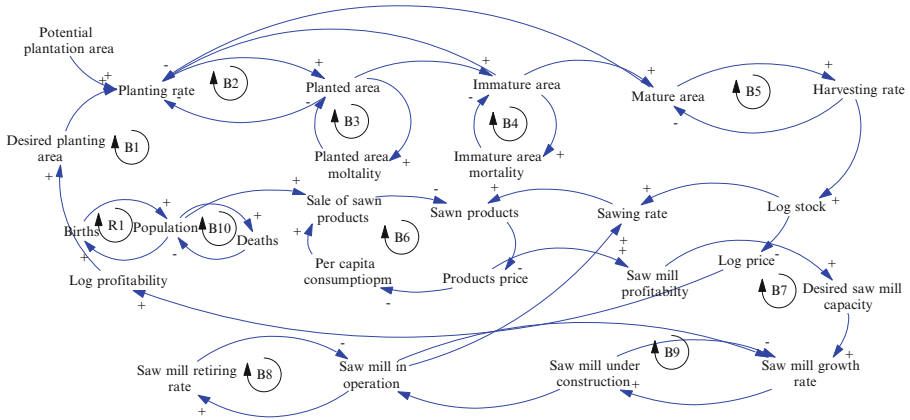 Potential
plantation area
Planting rate
B2
Planted area
Immature area
Mature area
B5
Harvesting rate
B3
B4
Desired planting
area
B1
Planted area
moltality
Immature area
mortality
Births
R1
Population
B10
Deaths
Sale of sawn
products
B6
Sawn products
Sawing rate
Log stock
Log profitability
Per capita
consumptiopm
Products price
Saw mill
profitabilty
Log price
B7
Desired saw mill
capacity
Saw mill retiring
rate
B8
Saw mill in
operation
Saw mill under
construction
B9
Saw mill growth
rate